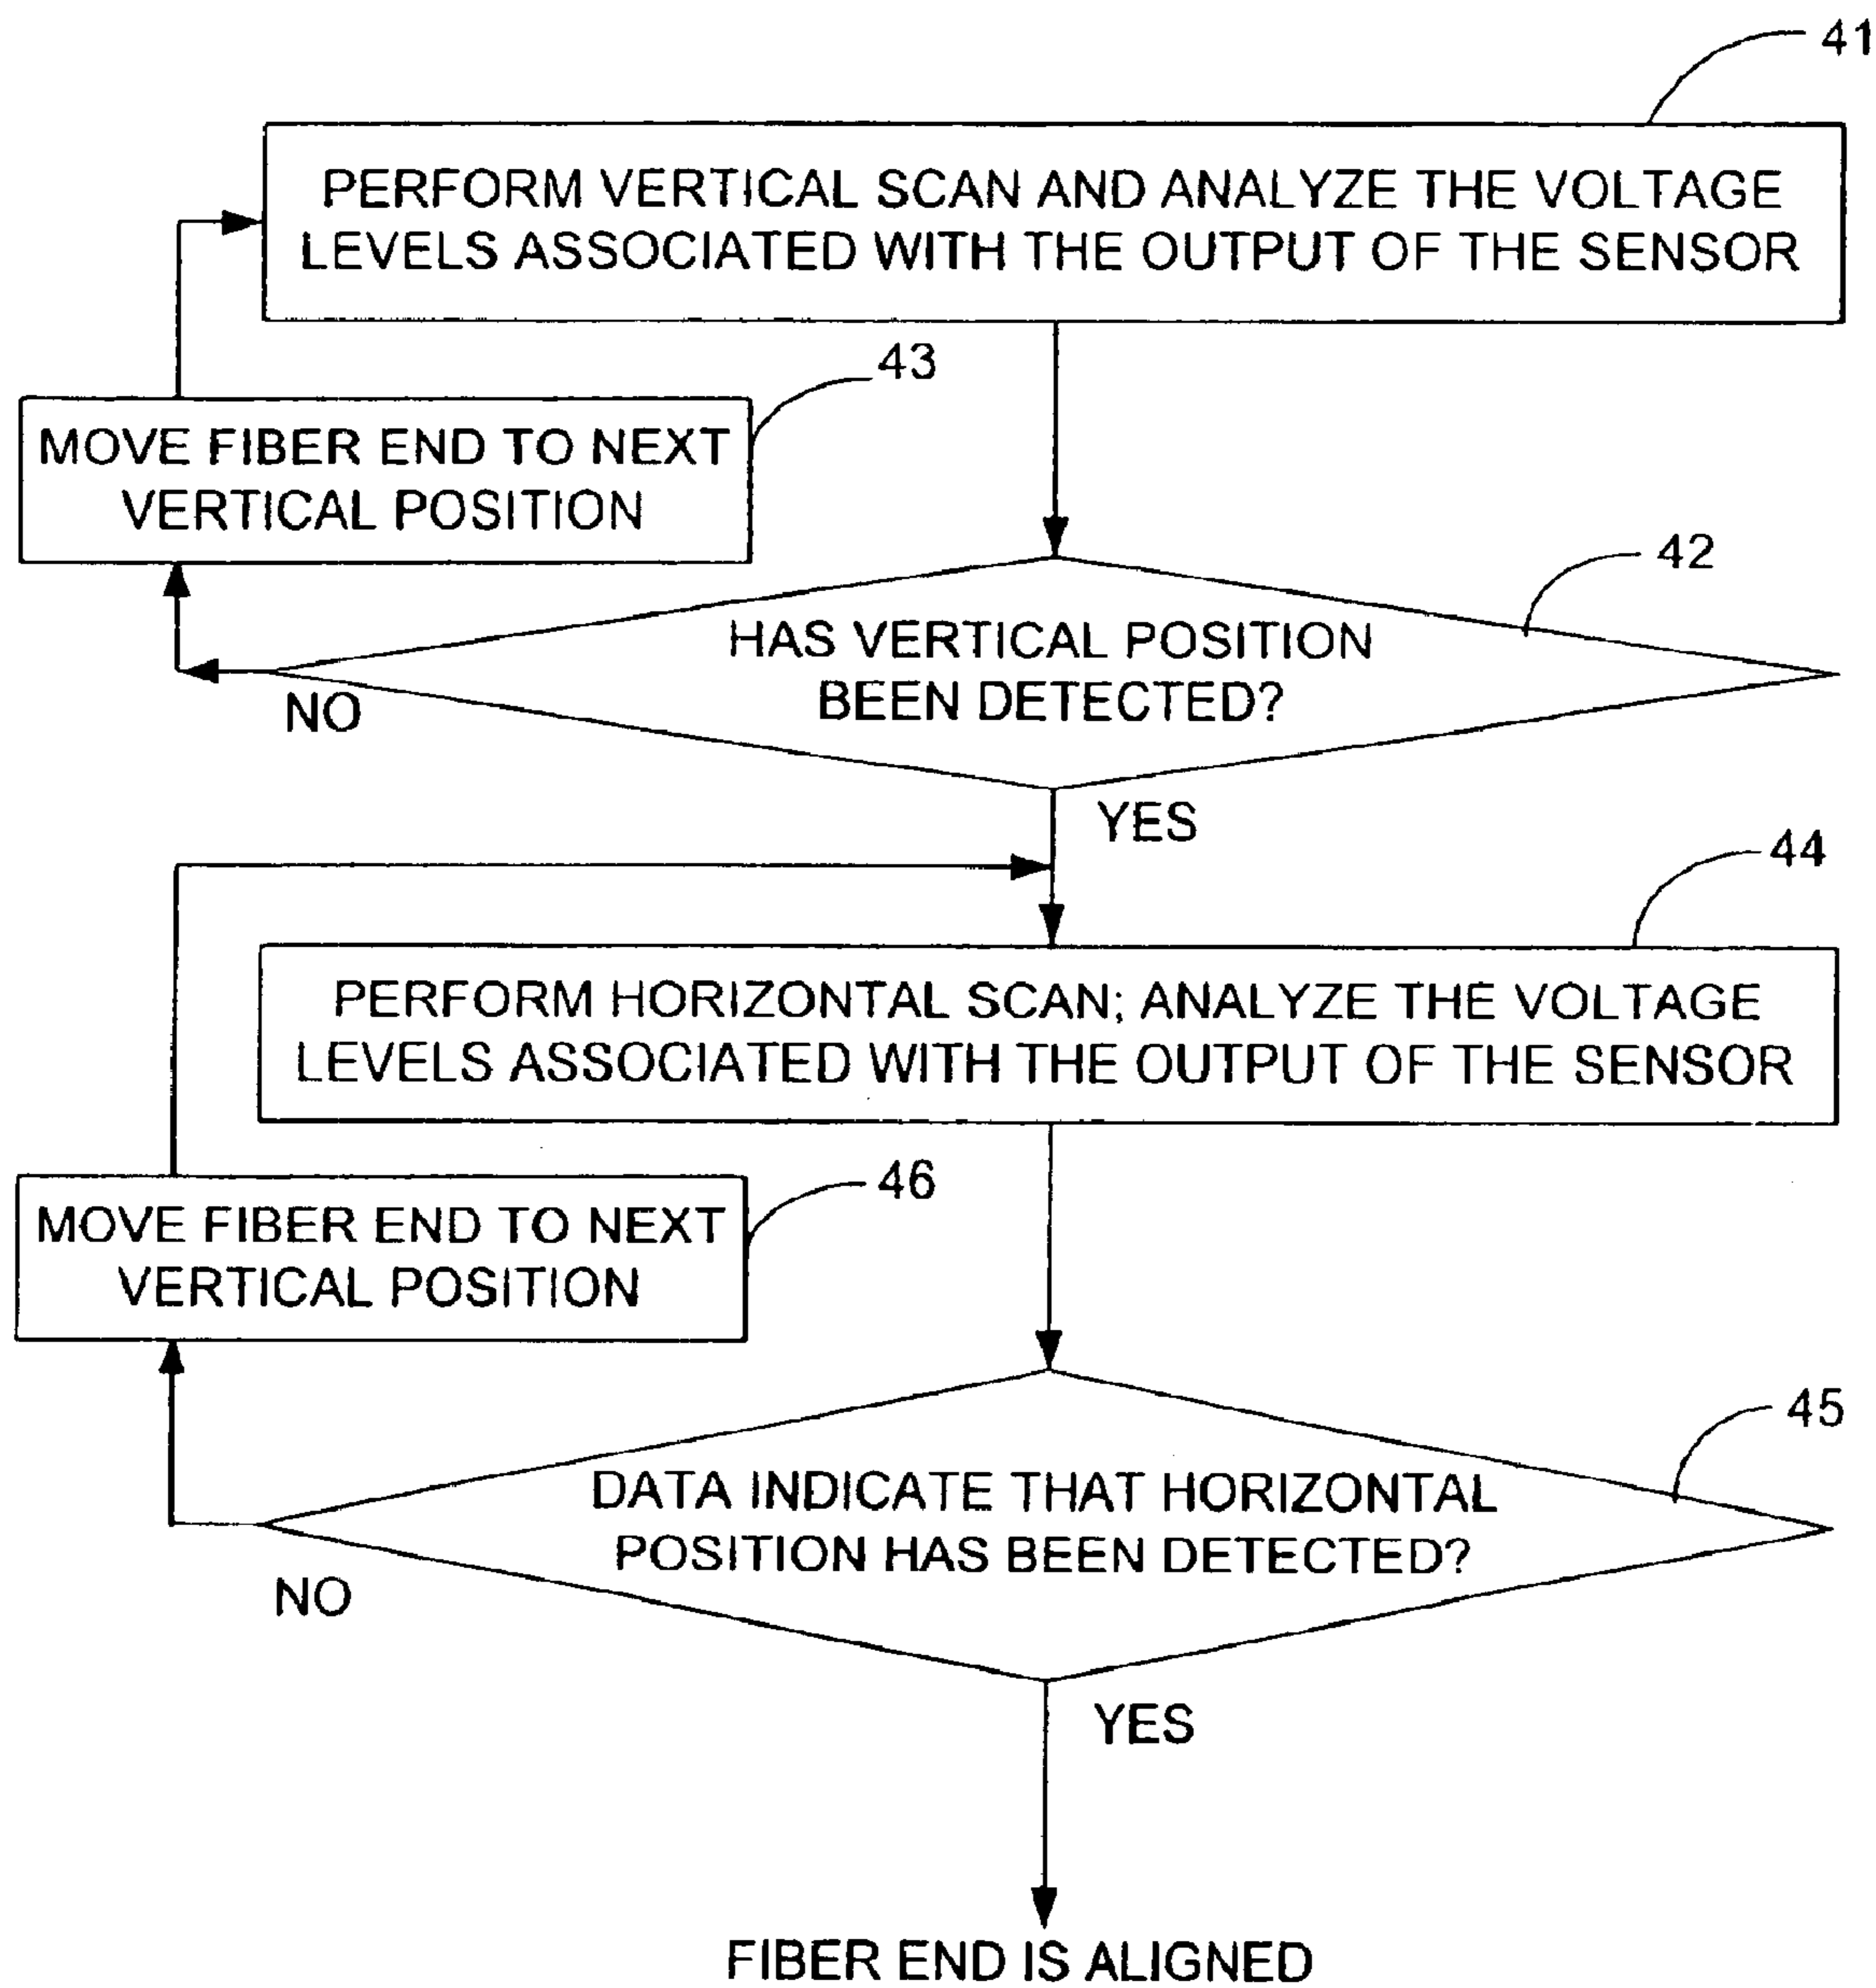 41
PERFORM VERTICAL SCAN AND ANALYZE THE VOLTAGE
LEVELS ASSOCIATED WITH THE OUTPUT OF THE SENSOR
43
MOVE FIBER END TO NEXT
VERTICAL POSITION
42
HAS VERTICAL POSITION
BEEN DETECTED?
NO
YES
44
PERFORM HORIZONTAL SCAN; ANALYZE THE VOLTAGE
LEVELS ASSOCIATED WITH THE OUTPUT OF THE SENSOR
46
MOVE FIBER END TO NEXT
VERTICAL POSITION
45
DATA INDICATE THAT HORIZONTAL
POSITION HAS BEEN DETECTED?
NO
YES
FIBER END IS ALIGNED